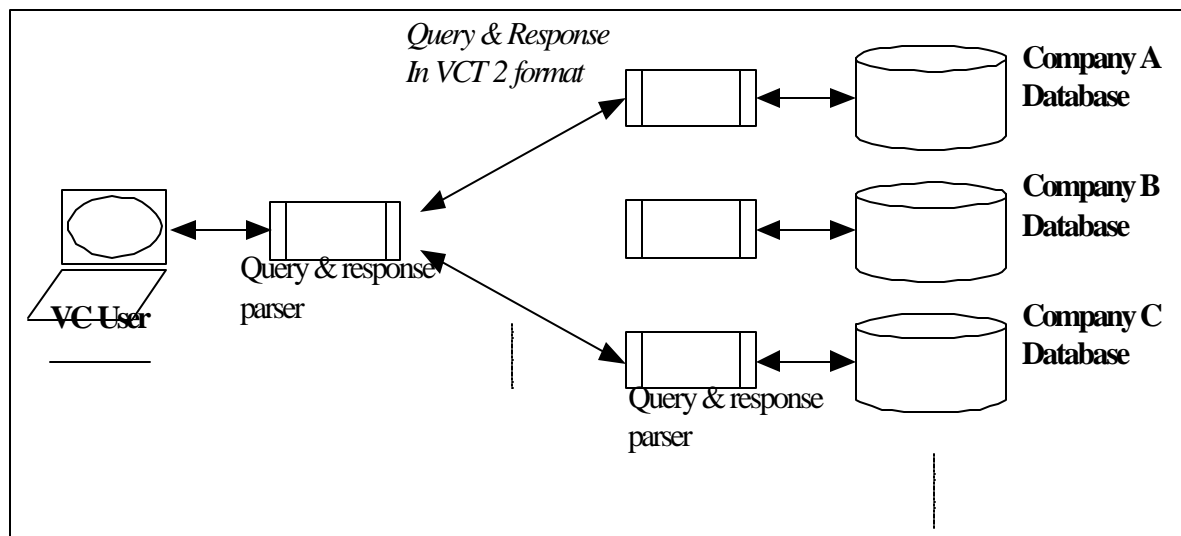 Query & Response
In VCT 2 format
Company A
Database
Company B
Database
Query & response
parser
VC User
Company C
Database
Query & response
parser